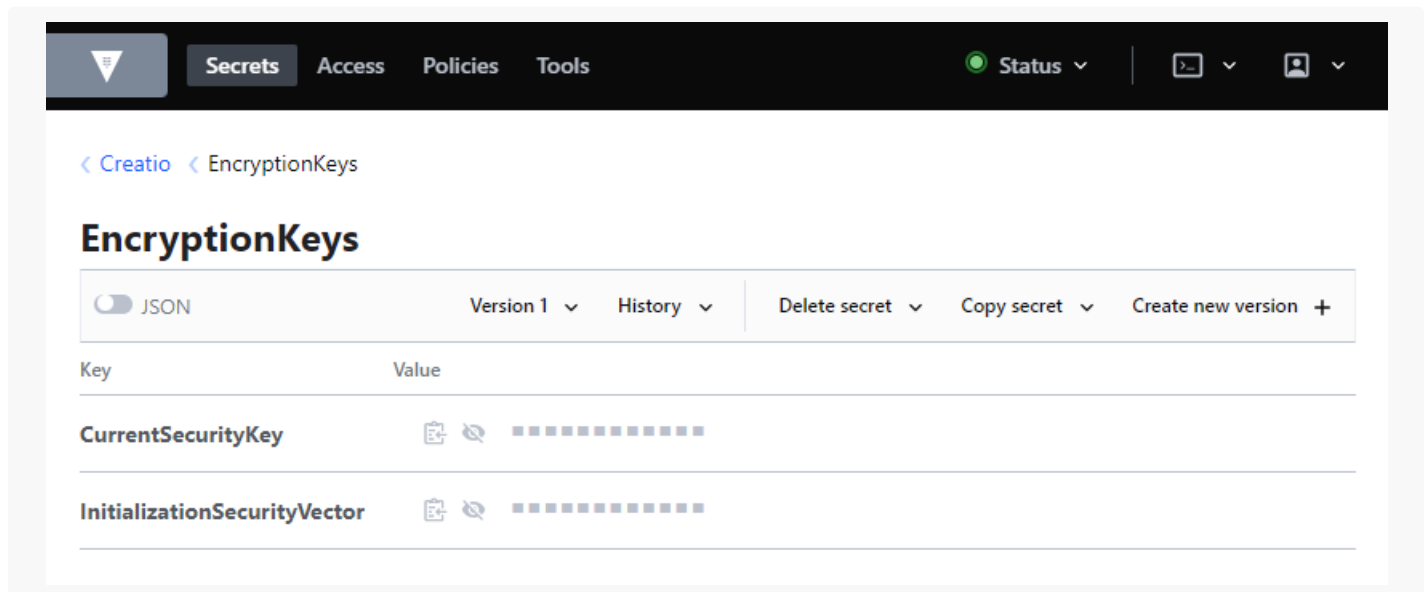 Secrets Access Policies Tools Status
Creatio EncryptionKeys
EncryptionKeys
JSON Version 1 History Delete secret Copy secret Create new version +
Key Value
CurrentSecurityKey
InitializationSecurityVector